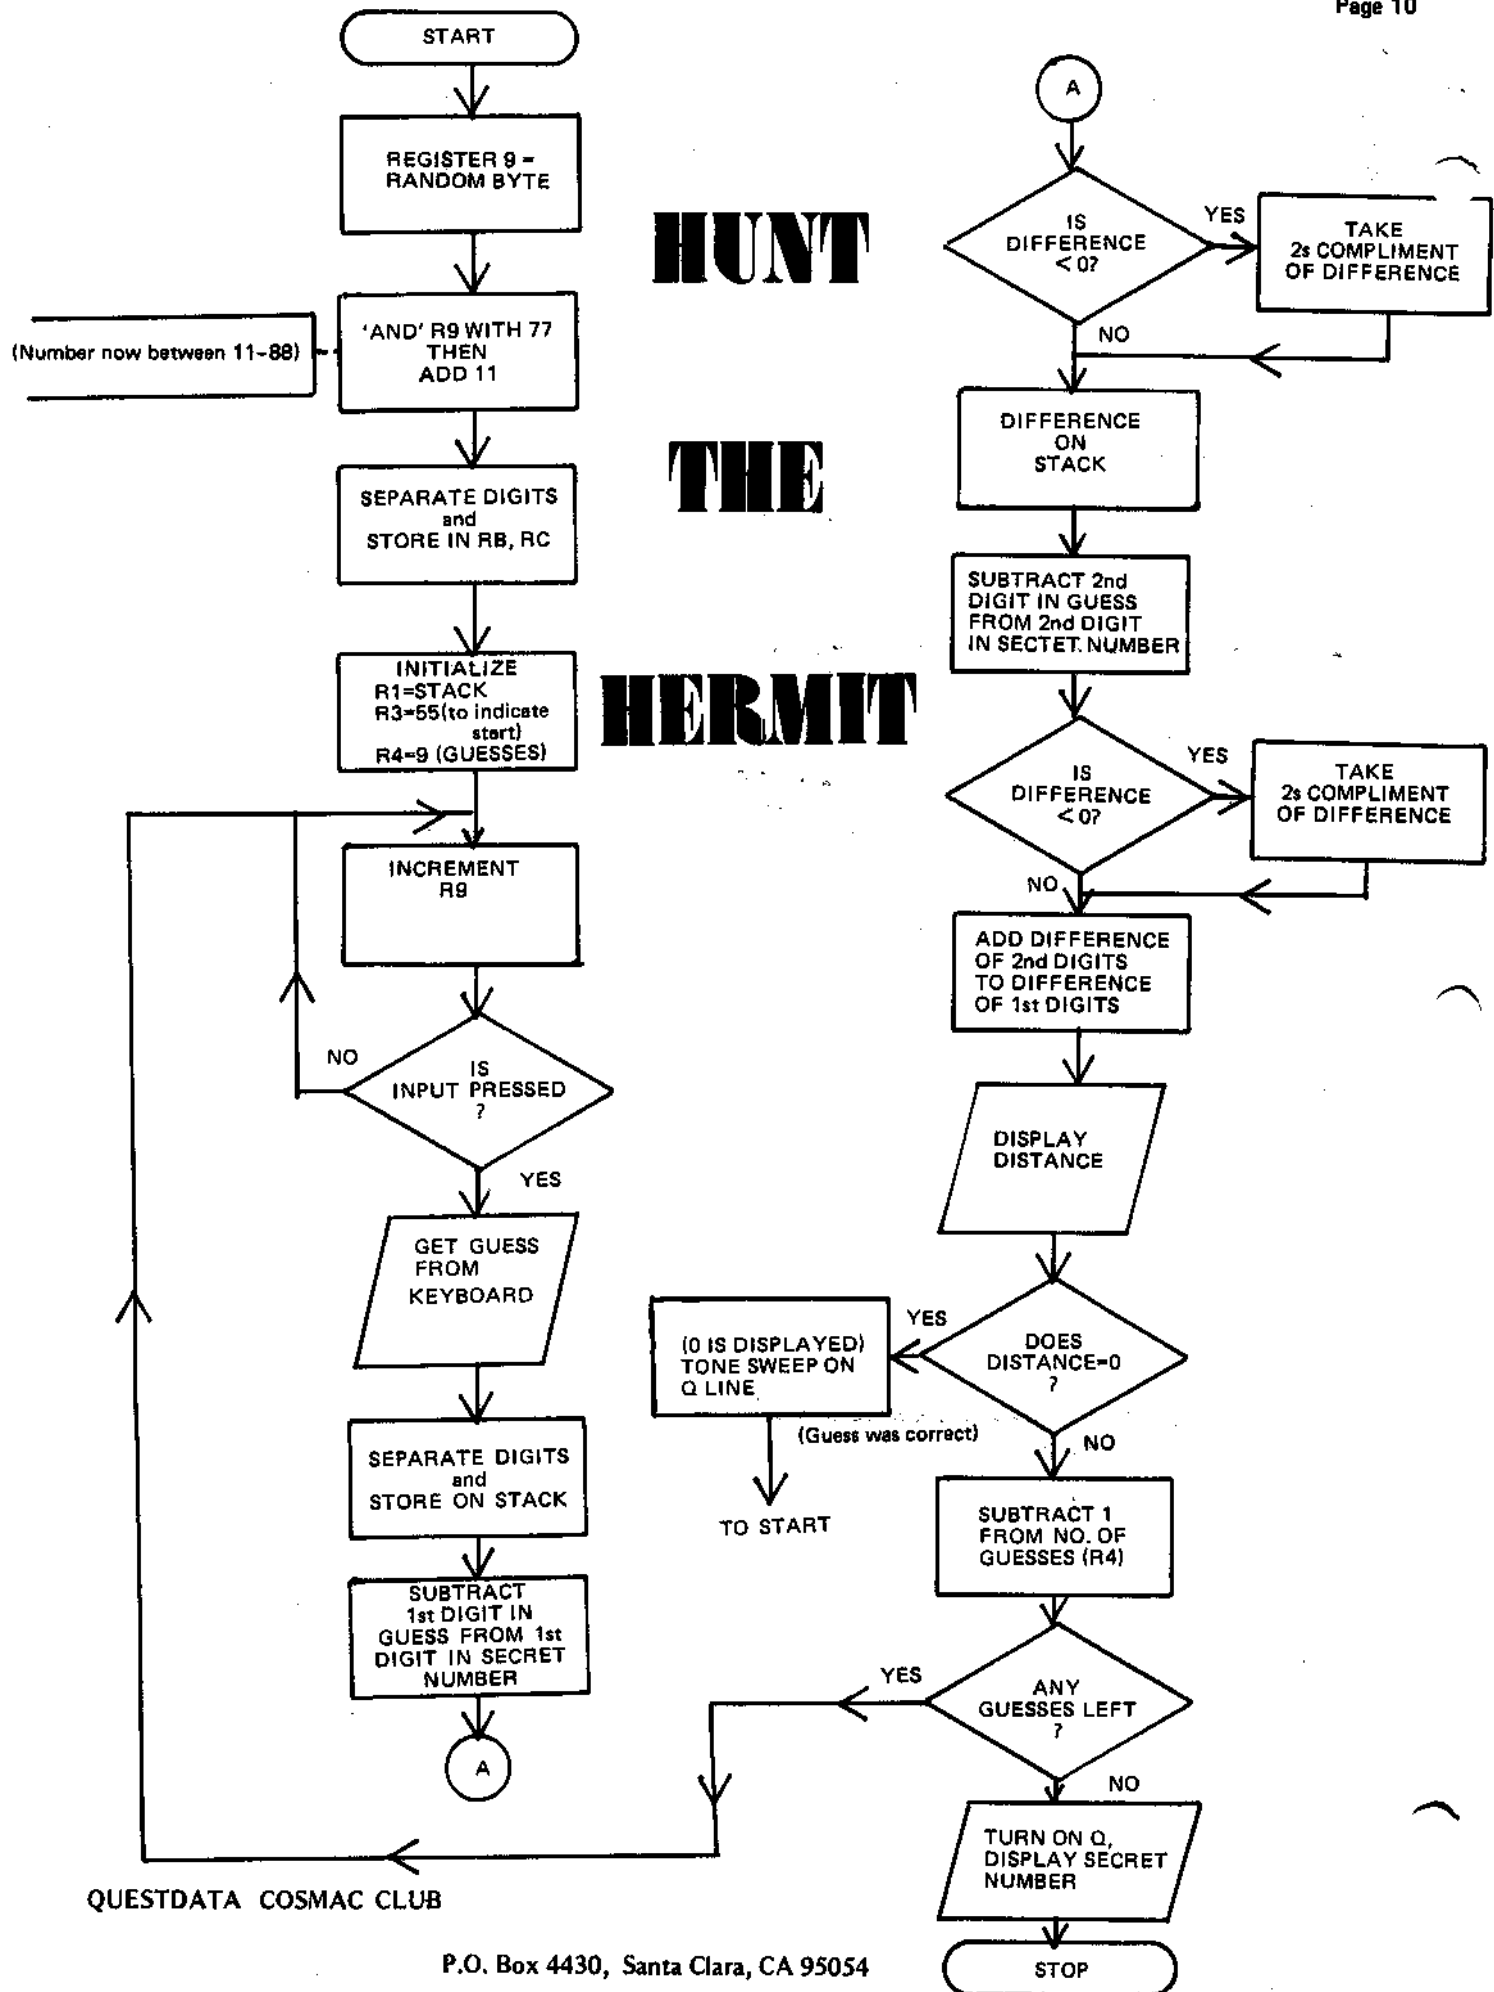 Page 10
START
REGISTER 9 =
RANDOM BYTE
(Number now between 11-88)
'AND' R9 WITH 77
THEN
ADD 11
SEPARATE DIGITS
and
STORE IN RB, RC
INITIALIZE
R1=STACK
R3=55(to indicate
start)
R4=9 (GUESSES)
INCREMENT
R9
NO
IS
INPUT PRESSED
?
YES
GET GUESS
FROM
KEYBOARD
SEPARATE DIGITS
and
STORE ON STACK
SUBTRACT
1st DIGIT IN
GUESS FROM 1st
DIGIT IN SECRET
NUMBER
A
HUNT
THE
HERMIT
A
IS
DIFFERENCE
< 0?
YES
TAKE
2s COMPLIMENT
OF DIFFERENCE
NO
DIFFERENCE
ON
STACK
SUBTRACT 2nd
DIGIT IN GUESS
FROM 2nd DIGIT
IN SECTET. NUMBER
IS
DIFFERENCE
< 0?
YES
TAKE
2s COMPLIMENT
OF DIFFERENCE
NO
ADD DIFFERENCE
OF 2nd DIGITS
TO DIFFERENCE
OF 1st DIGITS
DISPLAY
DISTANCE
DOES
DISTANCE=0
?
YES
(0 IS DISPLAYED)
TONE SWEEP ON
Q LINE
(Guess was correct)
TO START
NO
SUBTRACT 1
FROM NO. OF
GUESSES (R4)
ANY
GUESSES LEFT
?
YES
NO
TURN ON Q,
DISPLAY SECRET
NUMBER
STOP
QUESTDATA COSMAC CLUB
P.O. Box 4430, Santa Clara, CA 95054